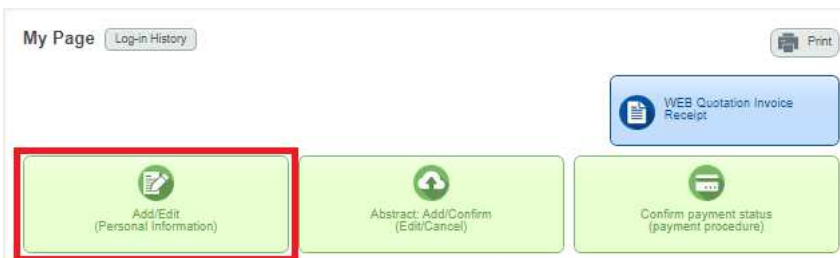 My Page Log-in History Print
WEB Quotation Invoice
Receipt
Add/Edit
(Personal Information)
Abstract: Add/Confirm
(Edit/Cancel)
Confirm payment status
(payment procedure)